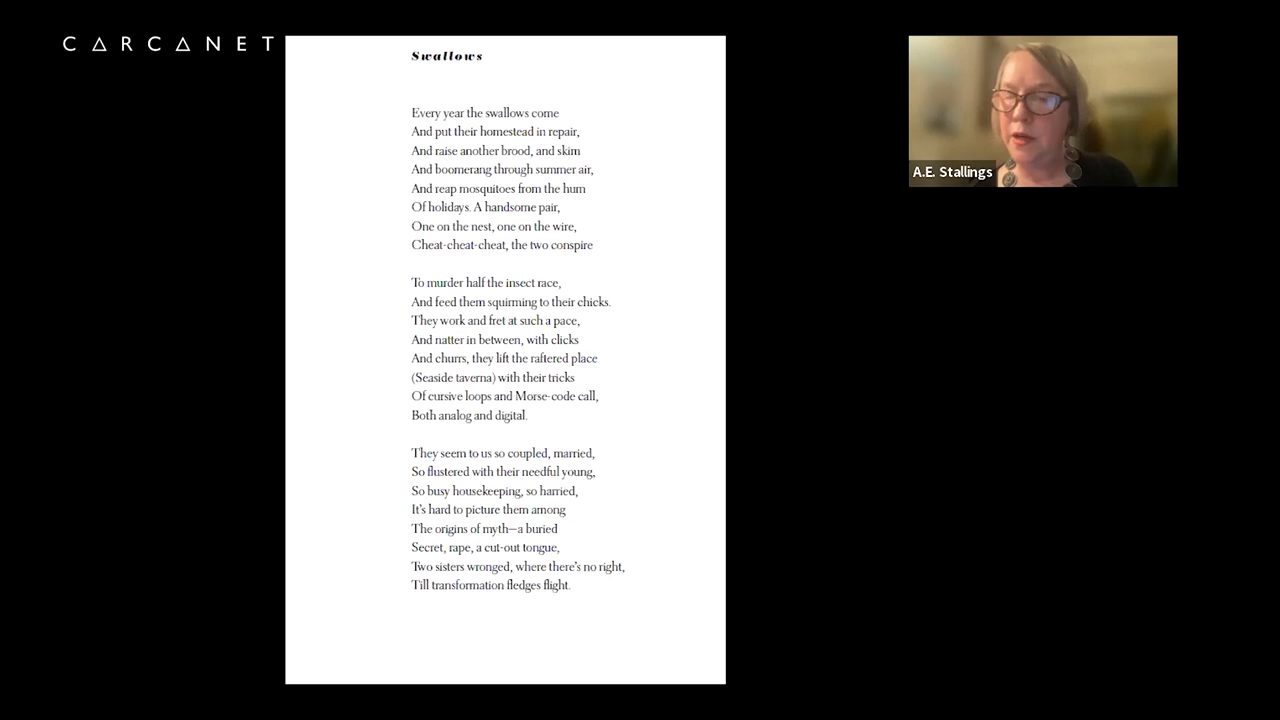 CARCANET
Swallows
Every year the swallows come
And put their homestead in repair,
And raise another brood, and skim
And boomerang through summer air,
And reap mosquitoes from the hum
Of holidays. A handsome pair,
One on the nest, one on the wire,
Cheat-cheat-cheat, the two conspire
To murder half the insect race,
And feed them squirming to their chicks.
They work and fret at such a pace,
And natter in between, with clicks
And churrs, they lift the raftered place
(Seaside taverna) with their tricks
Of cursive loops and Morse-code call,
Both analog and digital.
They seem to us so coupled, married,
So flustered with their needful young,
So busy housekeeping, so harried,
It's hard to picture them among
The origins of myth—a buried
Secret, rape, a cut-out tongue,
Two sisters wronged, where there's no right,
Till transformation fledges flight.
A.E. Stallings